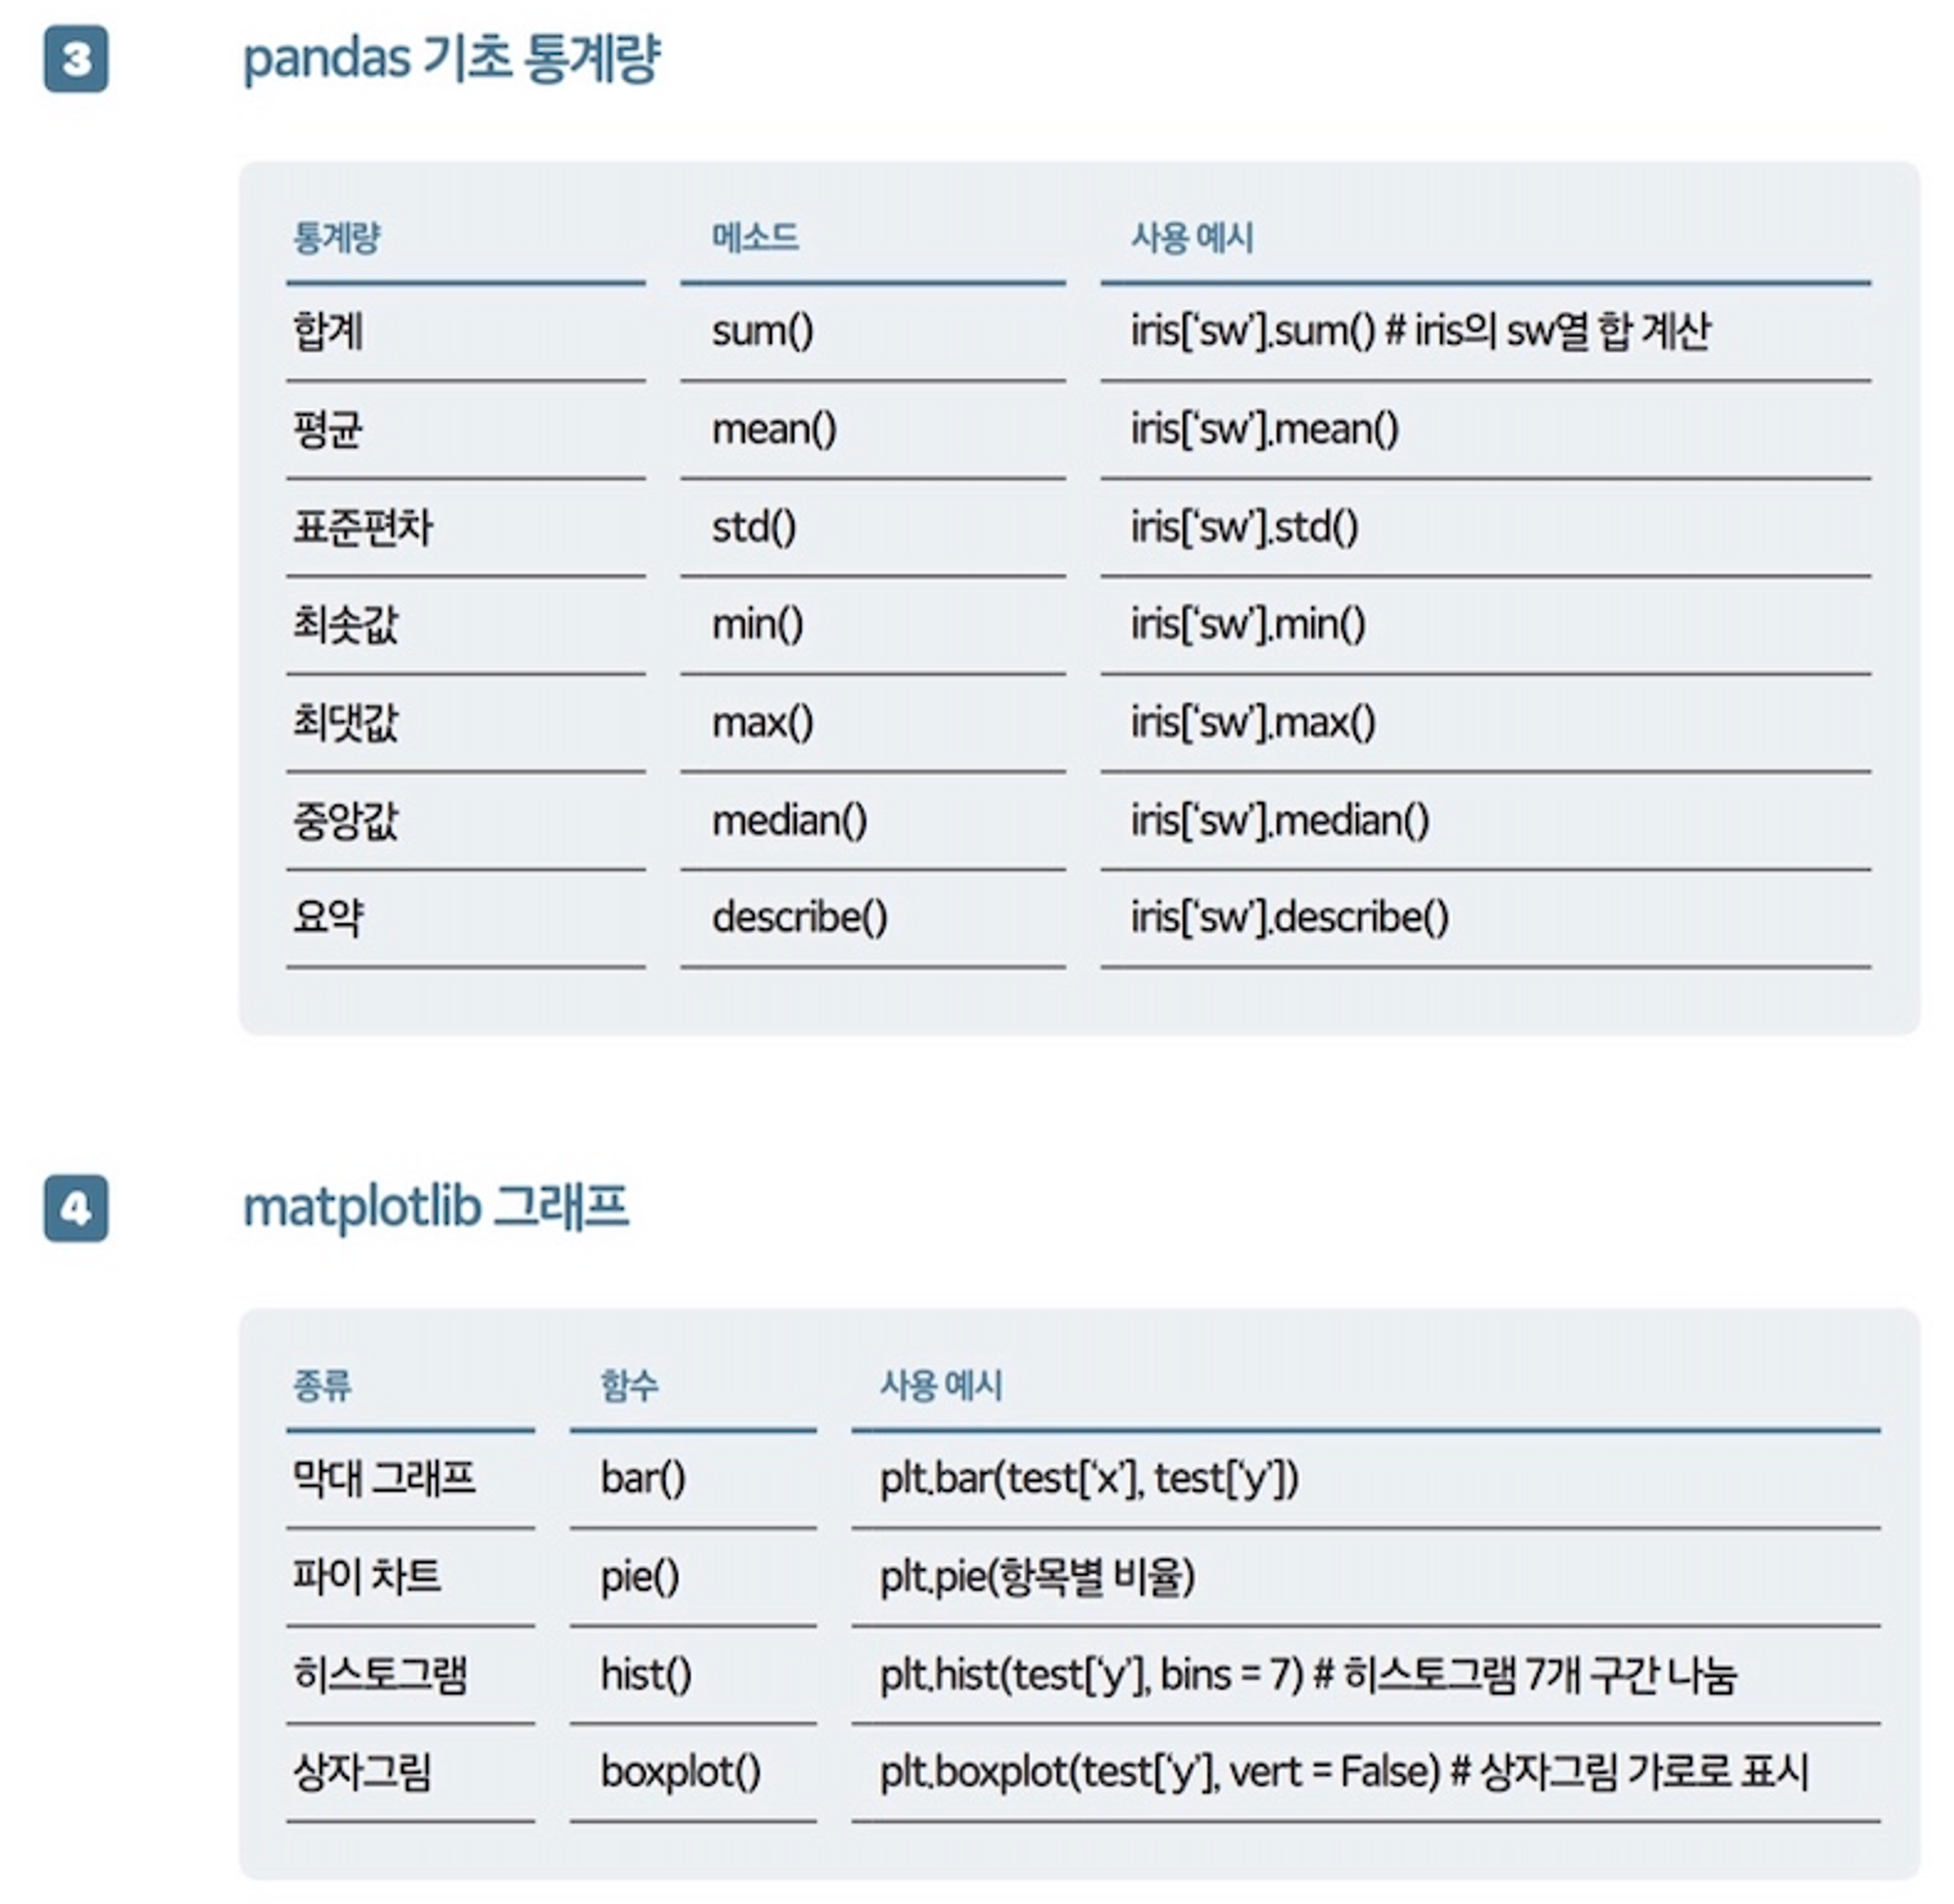 3 pandas 기초 통계량
통계량 메소드 사용 예시
합계 sum() iris[‘sw’].sum() # iris의 sw열 합 계산
평균 mean() iris[‘sw’].mean()
표준편차 std() iris[‘sw’].std()
최솟값 min() iris[‘sw’].min()
최댓값 max() iris[‘sw’].max()
중앙값 median() iris[‘sw’].median()
요약 describe() iris[‘sw’].describe()
4 matplotlib 그래프
종류 함수 사용 예시
막대 그래프 bar() plt.bar(test[‘x’], test[‘y’])
파이 차트 pie() plt.pie(항목별 비율)
히스토그램 hist() plt.hist(test[‘y’], bins = 7) # 히스토그램 7개 구간 나눔
상자그림 boxplot() plt.boxplot(test[‘y’], vert = False) # 상자그림 가로로 표시